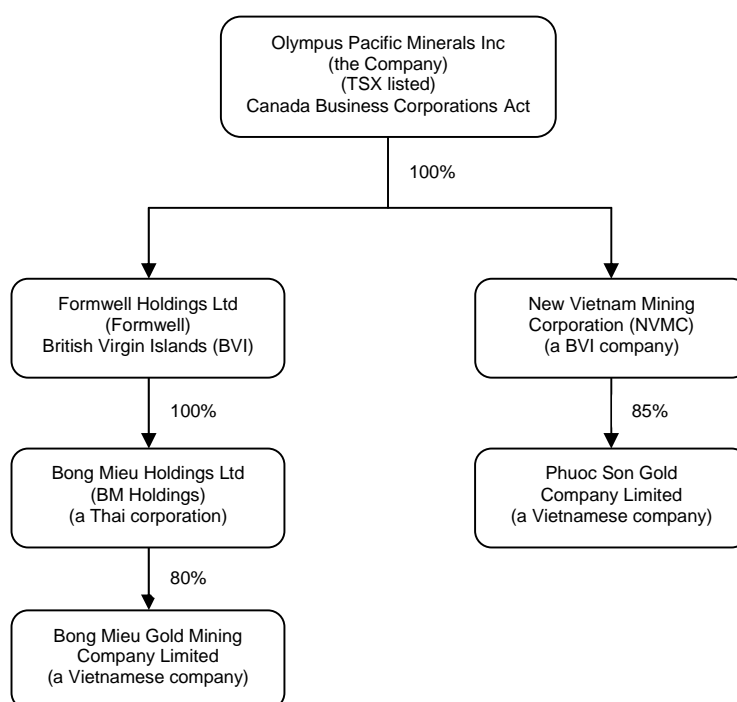 Olympus Pacific Minerals Inc
(the Company)
(TSX listed)
Canada Business Corporations Act
100%
Formwell Holdings Ltd
(Formwell)
British Virgin Islands (BVI)
New Vietnam Mining
Corporation (NVMC)
(a BVI company)
100%
85%
Bong Mieu Holdings Ltd
(BM Holdings)
(a Thai corporation)
Phuoc Son Gold
Company Limited
(a Vietnamese company)
80%
Bong Mieu Gold Mining
Company Limited
(a Vietnamese company)